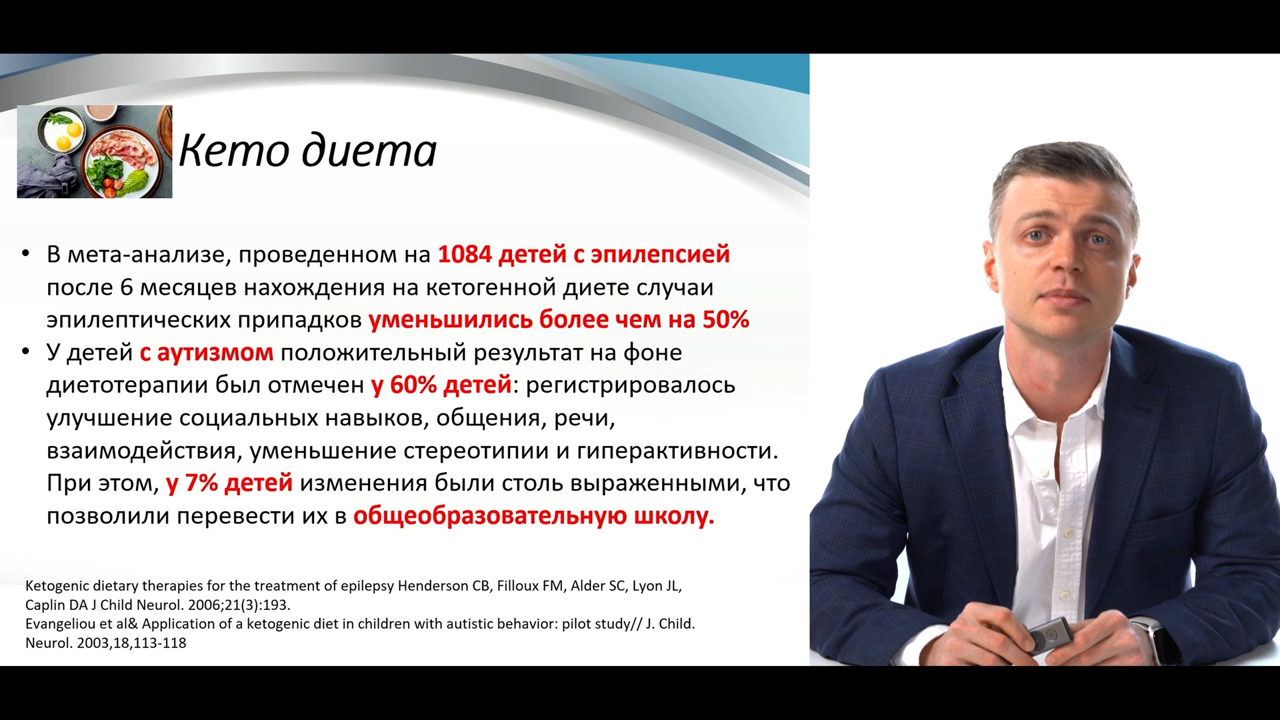 Кето диета
• В мета-анализе, проведенном на 1084 детей с эпилепсией
после 6 месяцев нахождения на кетогенной диете случаи
эпилептических припадков уменьшились более чем на 50%
• У детей с аутизмом положительный результат на фоне
диетотерапии был отмечен у 60% детей: регистрировалось
улучшение социальных навыков, общения, речи,
взаимодействия, уменьшение стереотипии и гиперактивности.
При этом, у 7% детей изменения были столь выраженными, что
позволили перевести их в общеобразовательную школу.
Ketogenic dietary therapies for the treatment of epilepsy Henderson CB, Filloux FM, Alder SC, Lyon JL,
Caplin DA J Child Neurol. 2006;21(3):193.
Evangeliou et al& Application of a ketogenic diet in children with autistic behavior: pilot study// J. Child.
Neurol. 2003,18,113-118